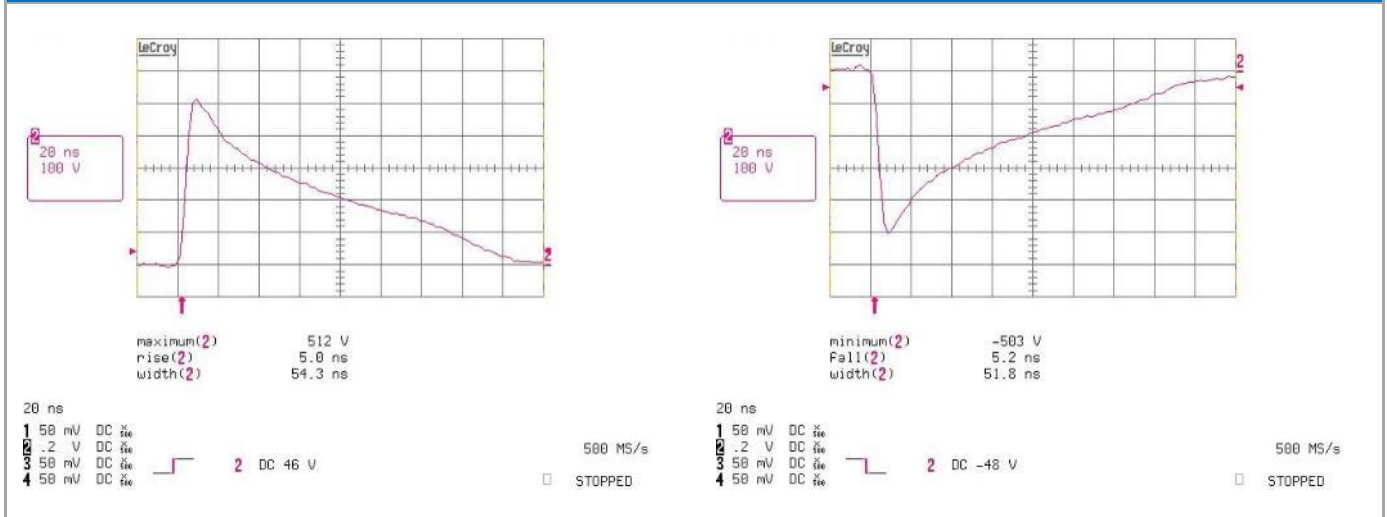 LeCroy
2
20 ns
100 V
2
maximum(2) 512 V
rise(2) 5.0 ns
width(2) 54.3 ns
20 ns
1 50 mV DC
2 .2 V DC
3 50 mV DC
4 50 mV DC
2 DC 46 V
500 MS/s
STOPPED
LeCroy
2
2
20 ns
100 V
minimum(2) -503 V
fall(2) 5.2 ns
width(2) 51.8 ns
20 ns
1 50 mV DC
2 .2 V DC
3 50 mV DC
4 50 mV DC
2 DC -48 V
500 MS/s
STOPPED